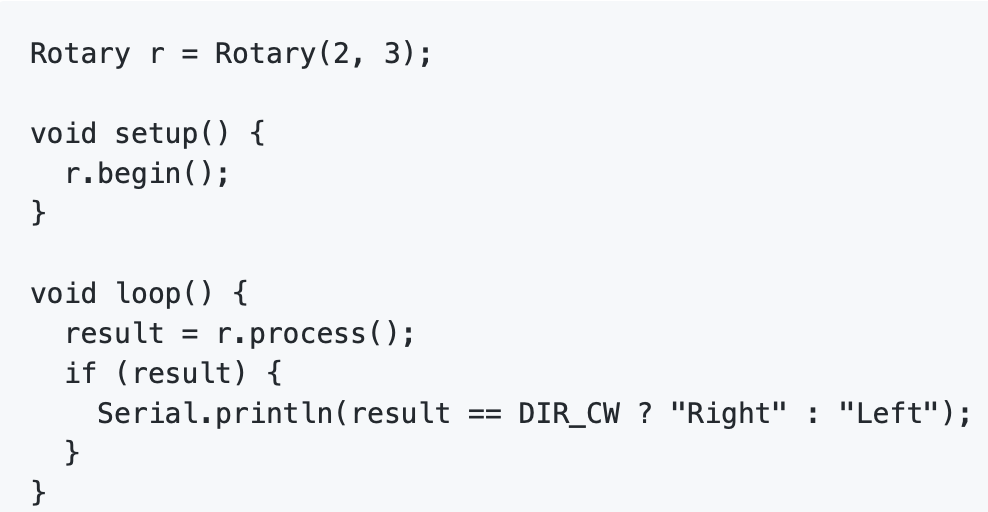 Rotary r = Rotary(2, 3);

void setup() {
  r.begin();
}

void loop() {
  result = r.process();
  if (result) {
    Serial.println(result == DIR_CW ? "Right" : "Left");
  }
}